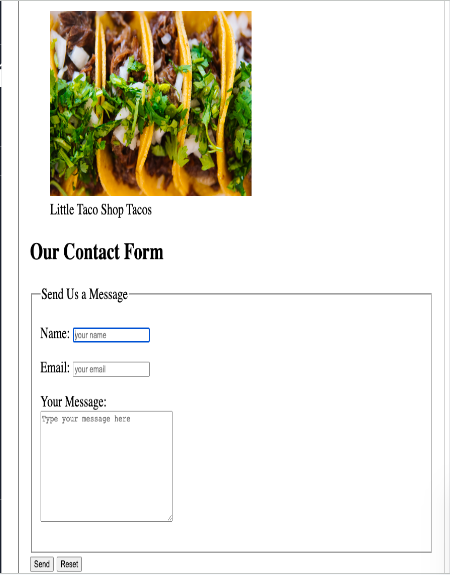 Little Taco Shop Tacos
Our Contact Form
Send Us a Message
Name: your name
Email: your email
Your Message:
Type your message here
Send Reset